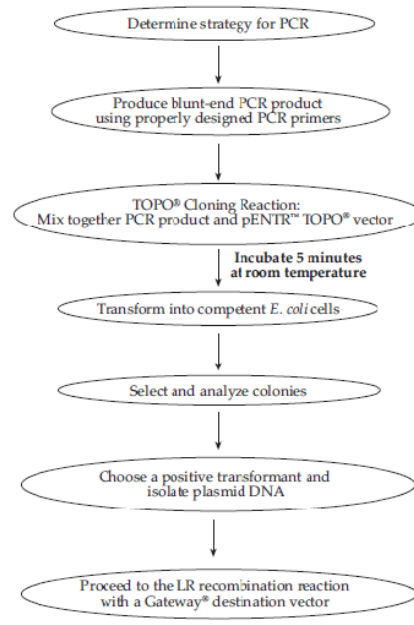 Determine strategy for PCR
Produce blunt-end PCR product
using properly designed PCR primers
TOPO® Cloning Reaction:
Mix together PCR product and pENTR™ TOPO® vector
Incubate 5 minutes
at room temperature
Transform into competent E. coli cells
Select and analyze colonies
Choose a positive transformant and
isolate plasmid DNA
Proceed to the LR recombination reaction
with a Gateway® destination vector